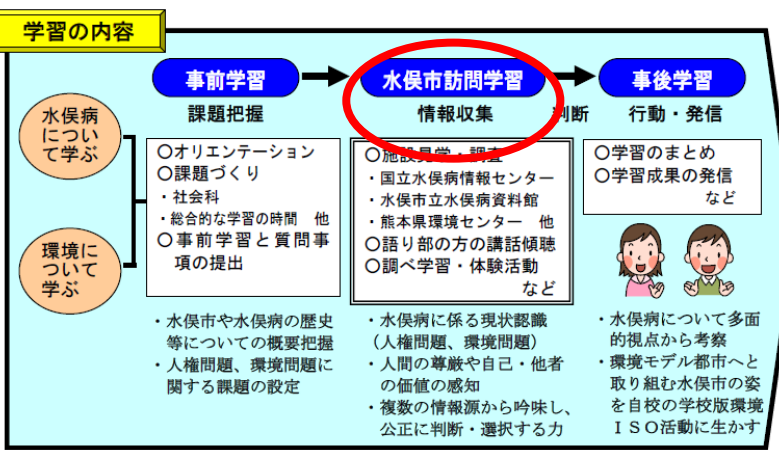 学習の内容
水俣病
につい
て学ぶ
環境に
ついて
学ぶ
事前学習
課題把握
〇オリエンテーション
〇課題づくり
・社会科
・総合的な学習の時間　他
〇事前学習と質問事
項の提出
・水俣市や水俣病の歴史
等についての概要把握
・人権問題、環境問題に
関する課題の設定
水俣市訪問学習
情報収集
〇施設見学・調査
・国立水俣病情報センター
・水俣市立水俣病資料館
・熊本県環境センター　他
〇語り部の方の講話傾聴
〇調べ学習・体験活動
など
・水俣病に係る現状認識
（人権問題、環境問題）
・人間の尊厳や自己・他者
の価値の感知
・複数の情報源から吟味し、
公正に判断・選択する力
判断
事後学習
行動・発信
〇学習のまとめ
〇学習成果の発信
など
・水俣病について多面
的視点から考察
・環境モデル都市へと
取り組む水俣市の姿
を自校の学校版環境
ＩＳＯ活動に生かす